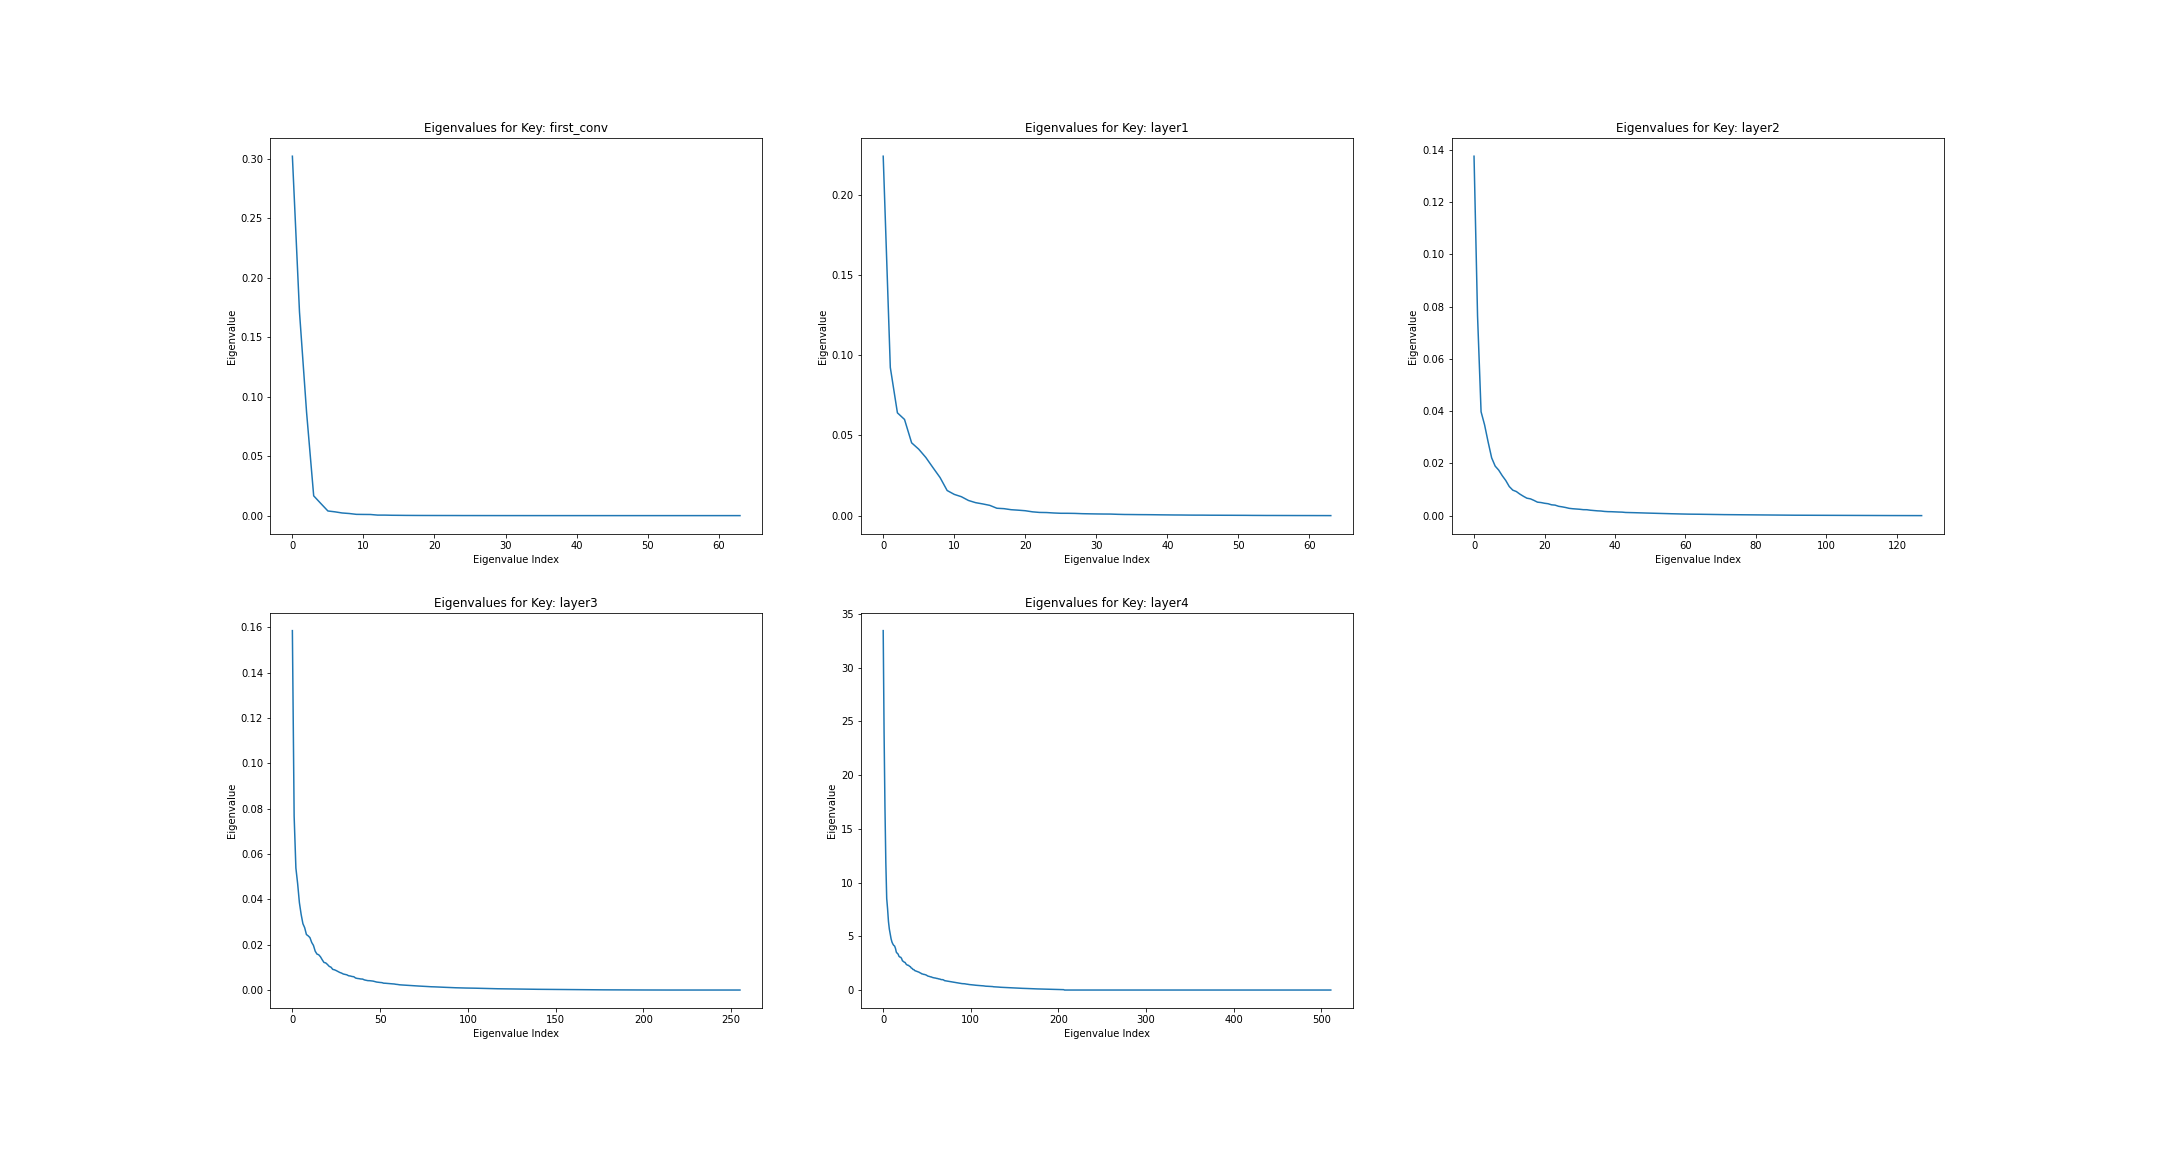 Eigenvalues for Key: first_conv
0.30
0.25
0.20
0.15
0.10
0.05
0.00
Eigenvalue
0 10 20 30 40 50 60
Eigenvalue Index
Eigenvalues for Key: layer1
0.20
0.15
0.10
0.05
0.00
Eigenvalue
0 10 20 30 40 50 60
Eigenvalue Index
Eigenvalues for Key: layer2
0.14
0.12
0.10
0.08
0.06
0.04
0.02
0.00
Eigenvalue
0 20 40 60 80 100 120
Eigenvalue Index
Eigenvalues for Key: layer3
0.16
0.14
0.12
0.10
0.08
0.06
0.04
0.02
0.00
Eigenvalue
0 50 100 150 200 250
Eigenvalue Index
Eigenvalues for Key: layer4
35
30
25
20
15
10
5
0
Eigenvalue
0 100 200 300 400 500
Eigenvalue Index